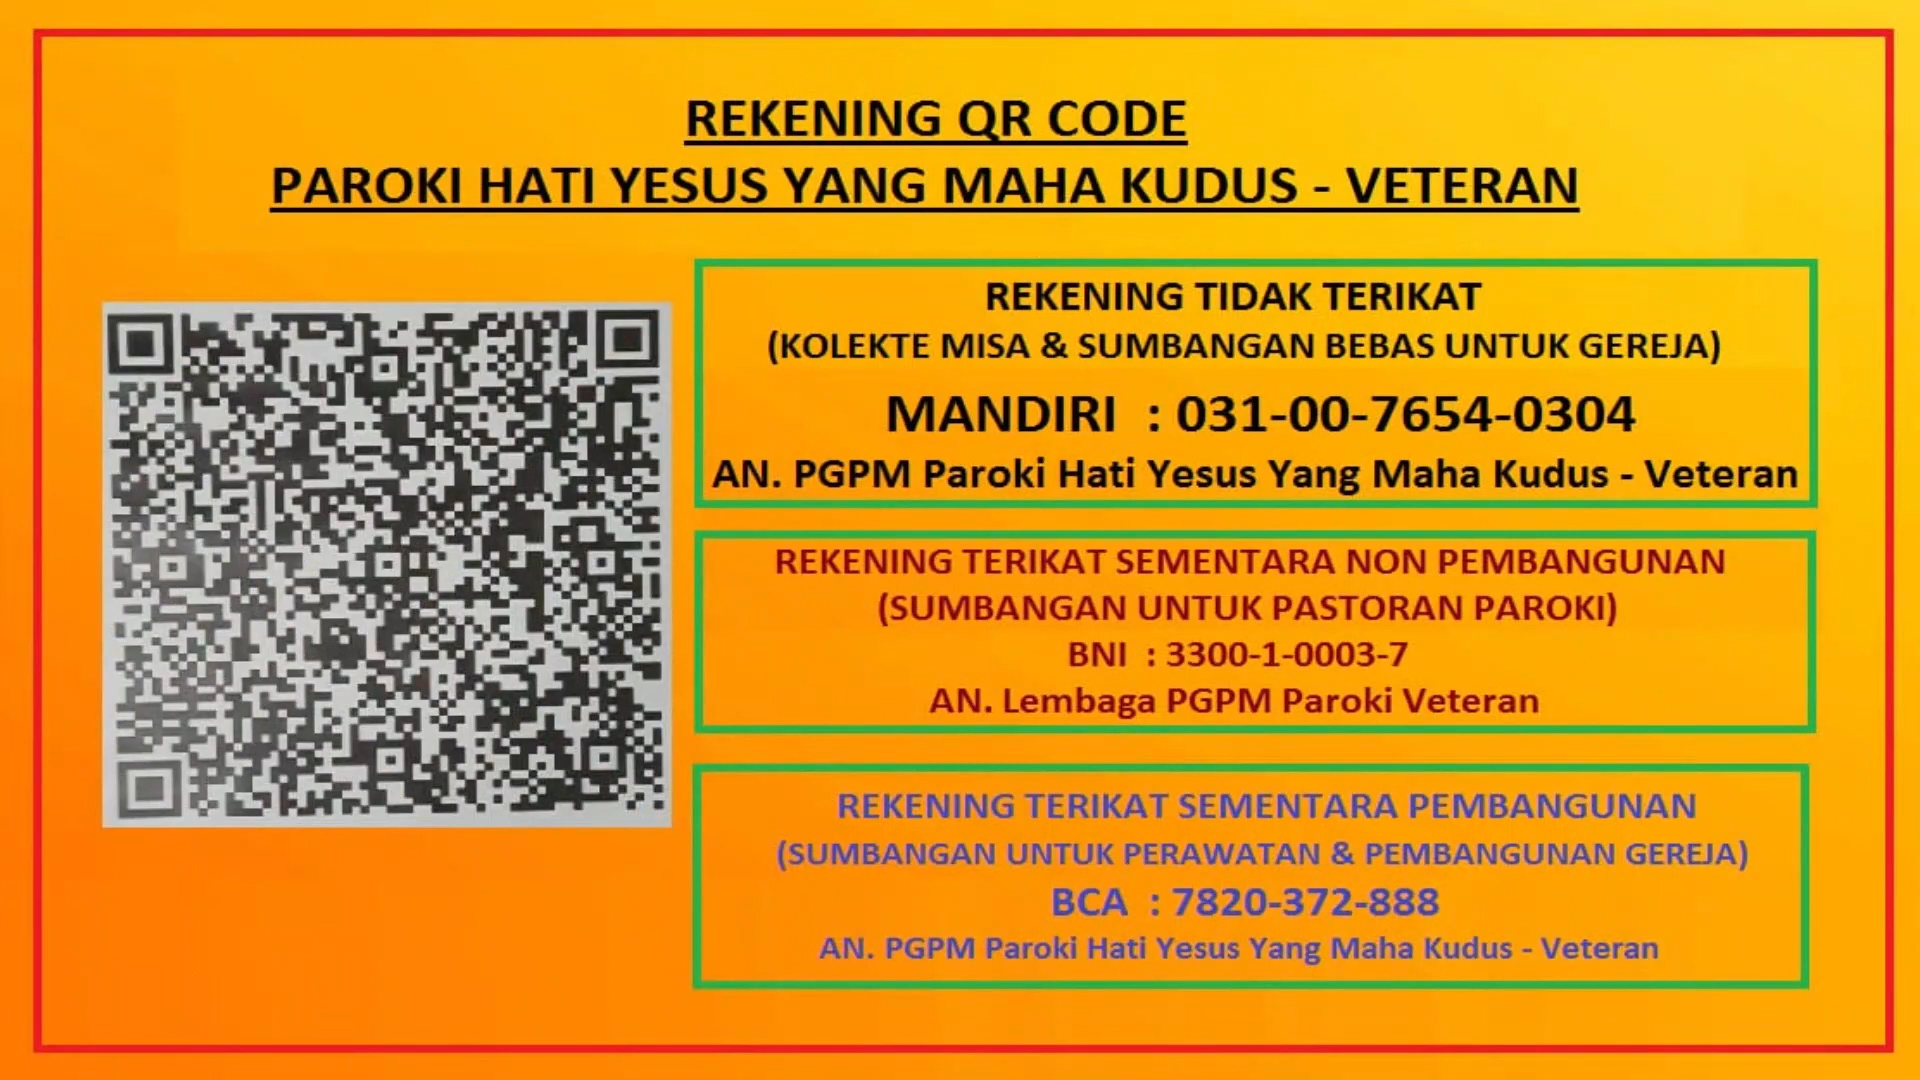 REKENING QR CODE
PAROKI HATI YESUS YANG MAHA KUDUS - VETERAN
REKENING TIDAK TERIKAT
(KOLEKTE MISA & SUMBANGAN BEBAS UNTUK GEREJA)
MANDIRI : 031-00-7654-0304
AN. PGPM Paroki Hati Yesus Yang Maha Kudus - Veteran
REKENING TERIKAT SEMENTARA NON PEMBANGUNAN
(SUMBANGAN UNTUK PASTORAN PAROKI)
BNI : 3300-1-0003-7
AN. Lembaga PGPM Paroki Veteran
REKENING TERIKAT SEMENTARA PEMBANGUNAN
(SUMBANGAN UNTUK PERAWATAN & PEMBANGUNAN GEREJA)
BCA : 7820-372-888
AN. PGPM Paroki Hati Yesus Yang Maha Kudus - Veteran